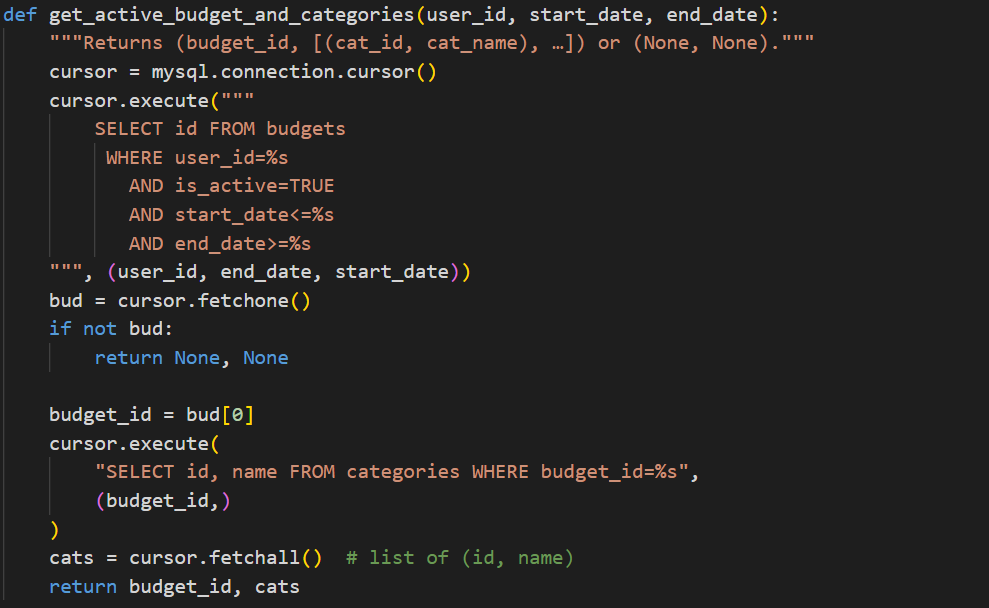 def get_active_budget_and_categories(user_id, start_date, end_date):
    """Returns (budget_id, [(cat_id, cat_name), …]) or (None, None)."""
    cursor = mysql.connection.cursor()
    cursor.execute("""
        SELECT id FROM budgets
         WHERE user_id=%s
           AND is_active=TRUE
           AND start_date<=%s
           AND end_date>=%s
    """, (user_id, end_date, start_date))
    bud = cursor.fetchone()
    if not bud:
        return None, None

    budget_id = bud[0]
    cursor.execute(
        "SELECT id, name FROM categories WHERE budget_id=%s",
        (budget_id,)
    )
    cats = cursor.fetchall()  # list of (id, name)
    return budget_id, cats